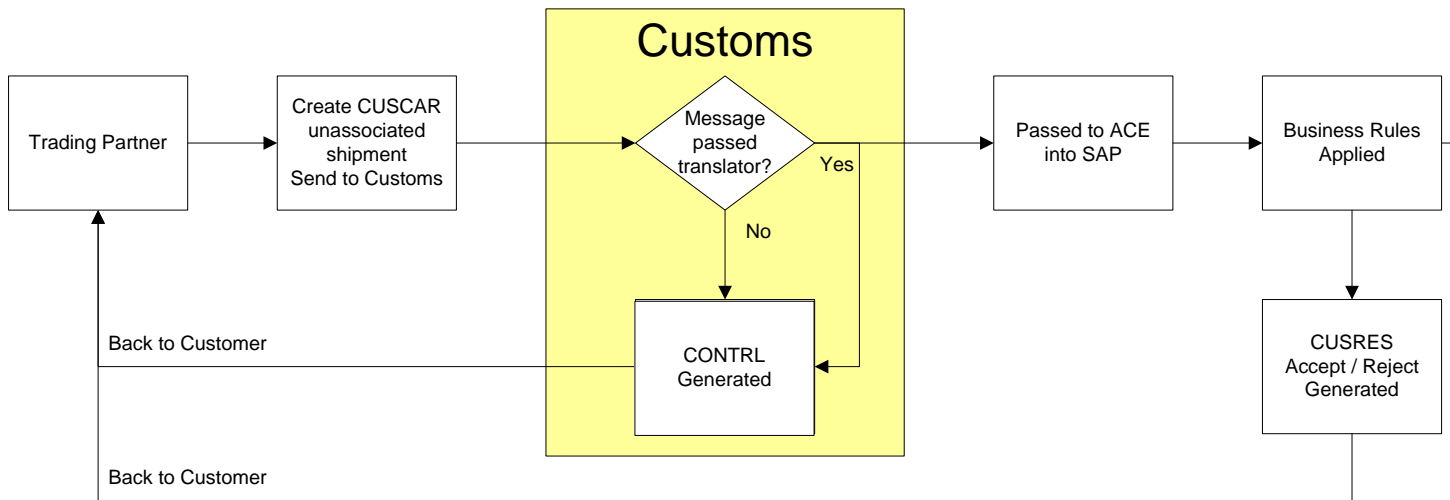 Customs
Trading Partner
Create CUSCAR
unassociated
shipment
Send to Customs
Message
passed
translator?
Yes
No
Passed to ACE
into SAP
Business Rules
Applied
Back to Customer
CONTRL
Generated
CUSRES
Accept / Reject
Generated
Back to Customer